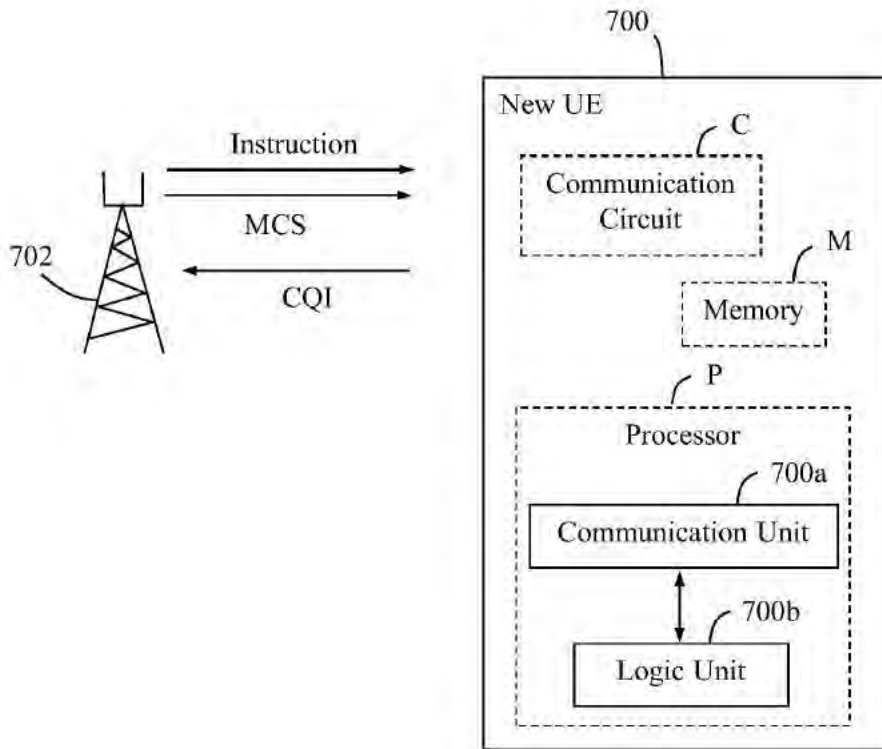 700
New UE
C
Communication
Circuit
Instruction
MCS
702
CQI
M
Memory
P
Processor
700a
Communication Unit
700b
Logic Unit